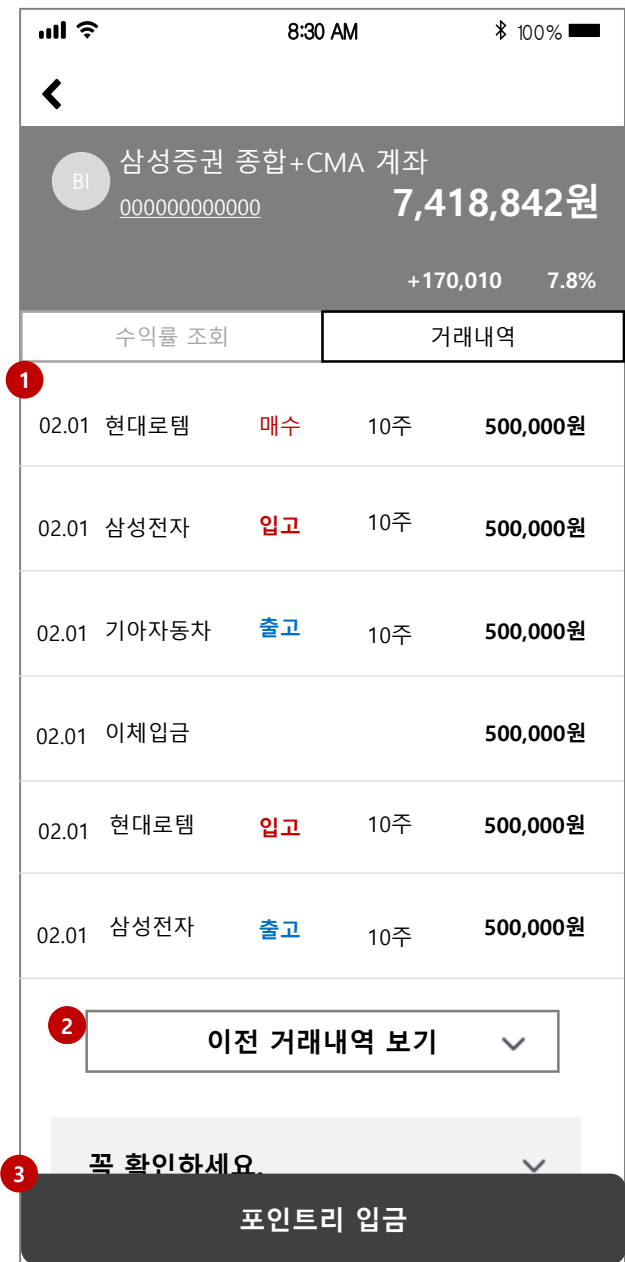 8:30 AM 100%
BI 삼성증권 종합+CMA 계좌
000000000000 7,418,842원
+170,010 7.8%
수익률 조회 거래내역
1
02.01 현대로템 매수 10주 500,000원
02.01 삼성전자 입고 10주 500,000원
02.01 기아자동차 출고 10주 500,000원
02.01 이체입금 500,000원
02.01 현대로템 입고 10주 500,000원
02.01 삼성전자 출고 10주 500,000원
2 이전 거래내역 보기
꼭 확인하세요.
3 포인트리 입금